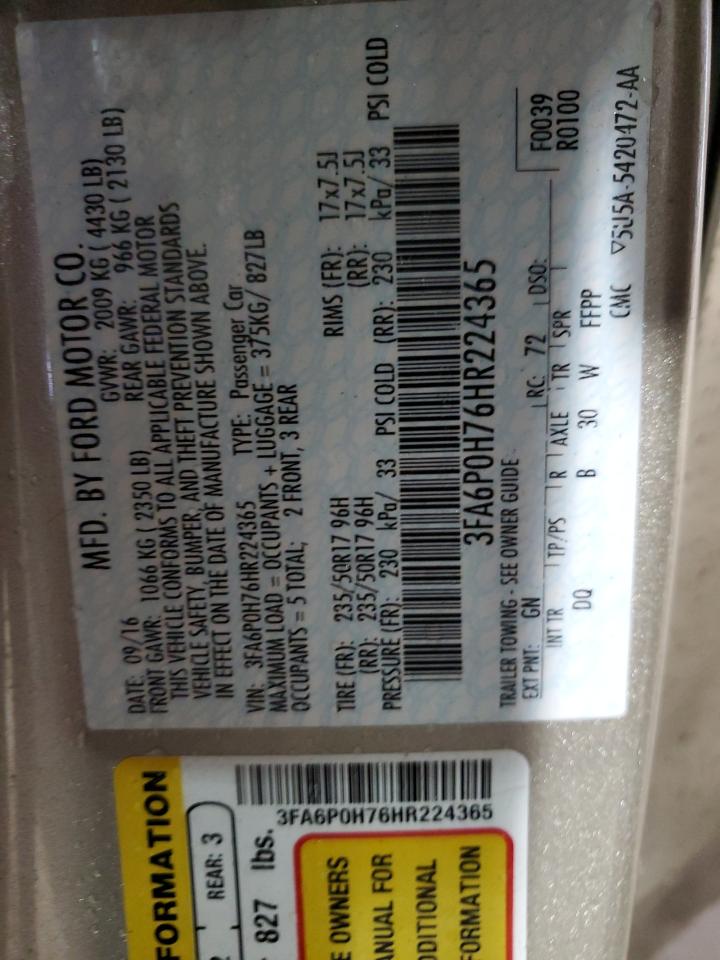 MFD. BY FORD MOTOR CO.
DATE: 09/16 GVWR: 2009 KG ( 4430 LB)
FRONT GAWR: 1066 KG ( 2350 LB) REAR GAWR: 966 KG ( 2130 LB)
THIS VEHICLE CONFORMS TO ALL APPLICABLE FEDERAL MOTOR
VEHICLE SAFETY, BUMPER, AND THEFT PREVENTION STANDARDS
IN EFFECT ON THE DATE OF MANUFACTURE SHOWN ABOVE.
VIN: 3FA6P0H76HR224365 TYPE: Passenger Car
MAXIMUM LOAD = OCCUPANTS + LUGGAGE = 375KG/ 827LB
OCCUPANTS = 5 TOTAL; 2 FRONT, 3 REAR
TIRE (FR): 235/50R17 96H RIMS (FR): 17x7.5J
(RR): 235/50R17 96H (RR): 17x7.5J
PRESSURE (FR): 230 kPa/ 33 PSI COLD (RR): 230 kPa/ 33 PSI COLD
3FA6P0H76HR224365
TRAILER TOWING - SEE OWNER GUIDE
F0039
EXT PNT: GN RC: 72 DSO: R0100
INT TR TP/PS R AXLE TR SPR
DQ B 30 W FFPP
CMC ▽5U5A-5420472-AA
FORMATION
REAR: 3
827 lbs.
3FA6P0H76HR224365
E OWNERS
ANUAL FOR
DDITIONAL
FORMATION